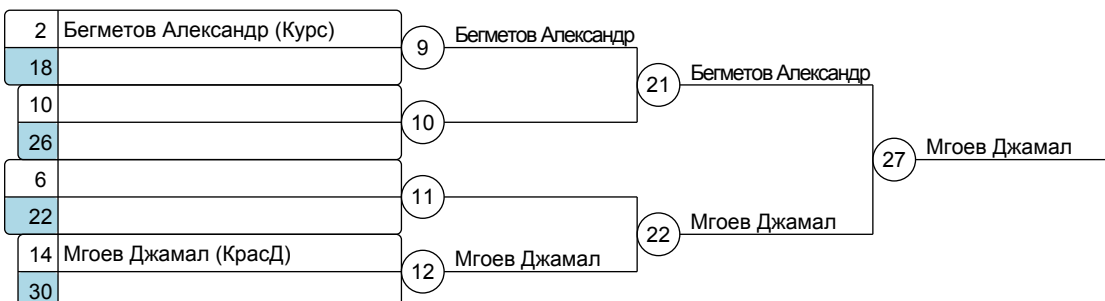 2 Бегметов Александр (Курс)
9
Бегметов Александр
18
21
Бегметов Александр
10
10
26
27
Мгоев Джамал
6
11
22
22
Мгоев Джамал
14 Мгоев Джамал (КрасД)
12
Мгоев Джамал
30